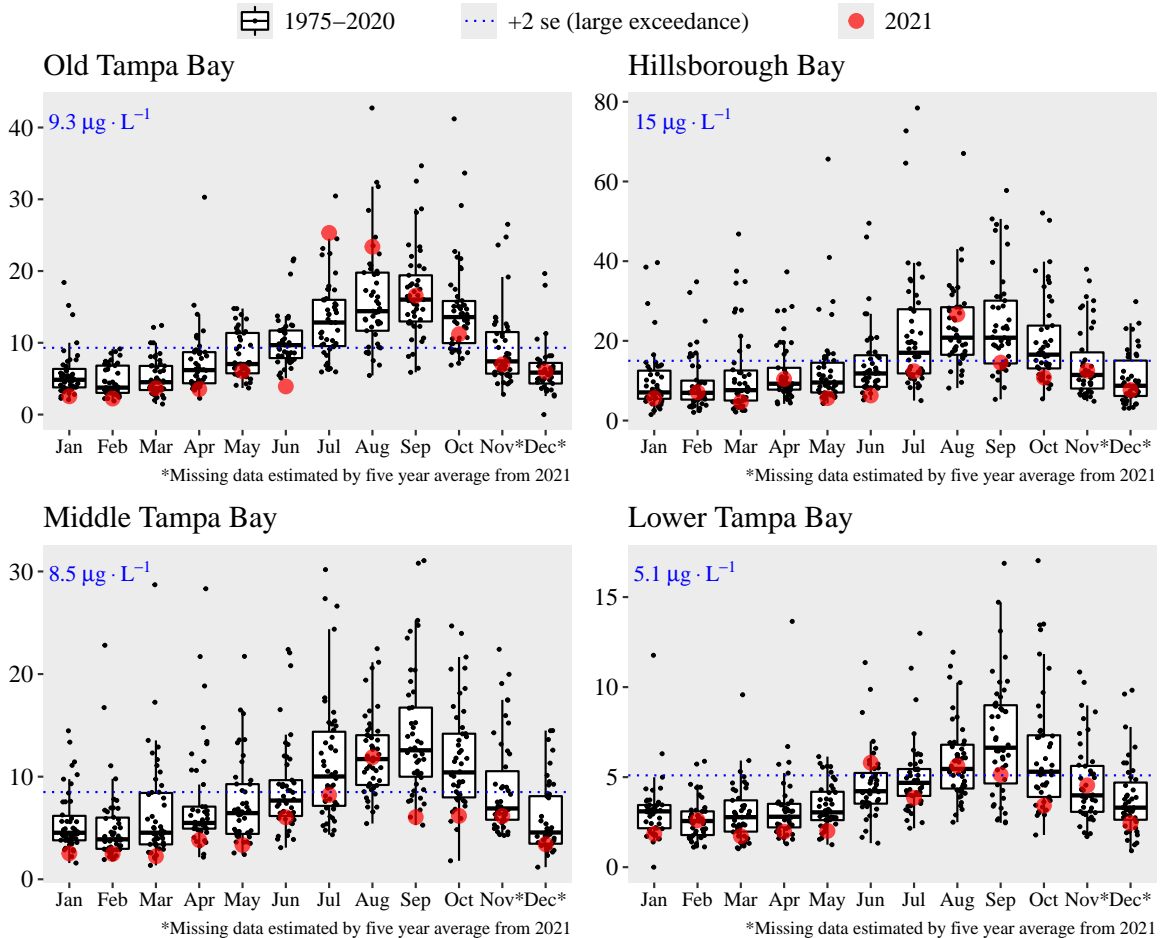 1975−2020 +2 se (large exceedance) 2021
Old Tampa Bay
9.3 μg · L⁻¹
40
30
20
10
0
Jan Feb Mar Apr May Jun Jul Aug Sep Oct Nov* Dec*
*Missing data estimated by five year average from 2021
Hillsborough Bay
15 μg · L⁻¹
80
60
40
20
0
Jan Feb Mar Apr May Jun Jul Aug Sep Oct Nov* Dec*
*Missing data estimated by five year average from 2021
Middle Tampa Bay
8.5 μg · L⁻¹
30
20
10
0
Jan Feb Mar Apr May Jun Jul Aug Sep Oct Nov* Dec*
*Missing data estimated by five year average from 2021
Lower Tampa Bay
5.1 μg · L⁻¹
15
10
5
0
Jan Feb Mar Apr May Jun Jul Aug Sep Oct Nov* Dec*
*Missing data estimated by five year average from 2021